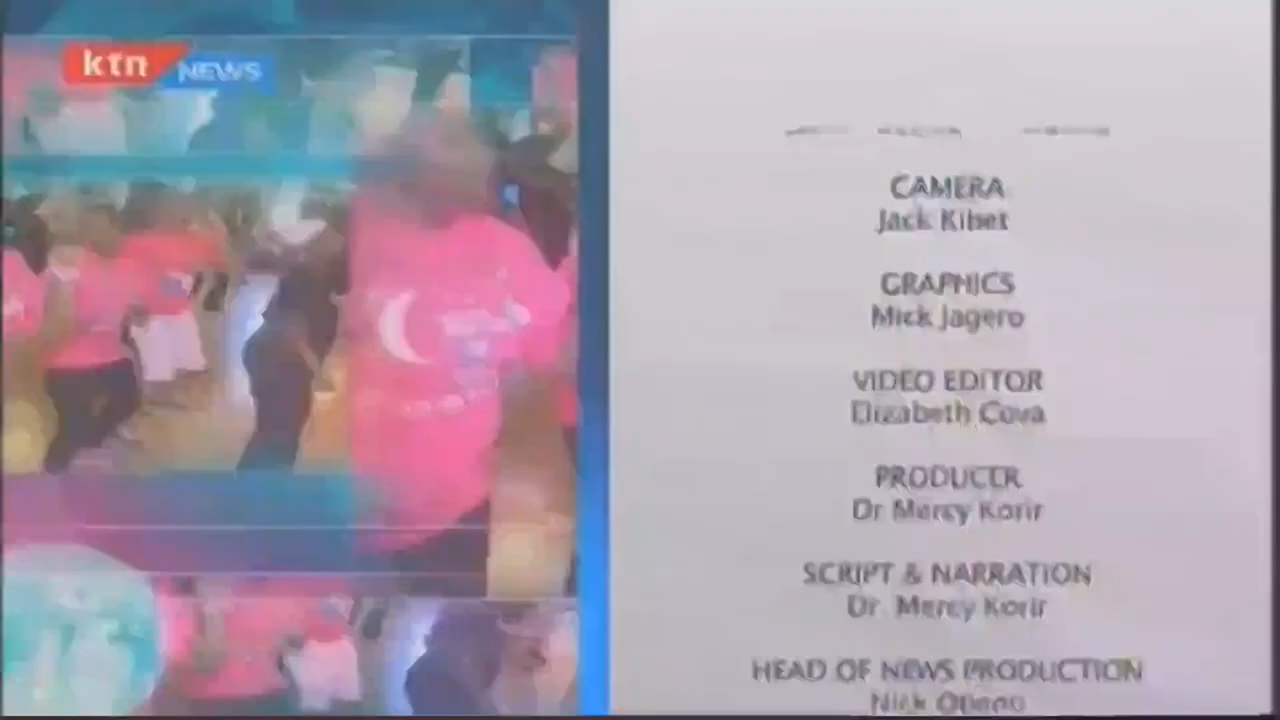 ktn NEWS
CAMERA
Jack Kibet
GRAPHICS
Mick Jagero
VIDEO EDITOR
Elizabeth Cova
PRODUCER
Dr Mercy Korir
SCRIPT & NARRATION
Dr. Mercy Korir
HEAD OF NEWS PRODUCTION
Nick